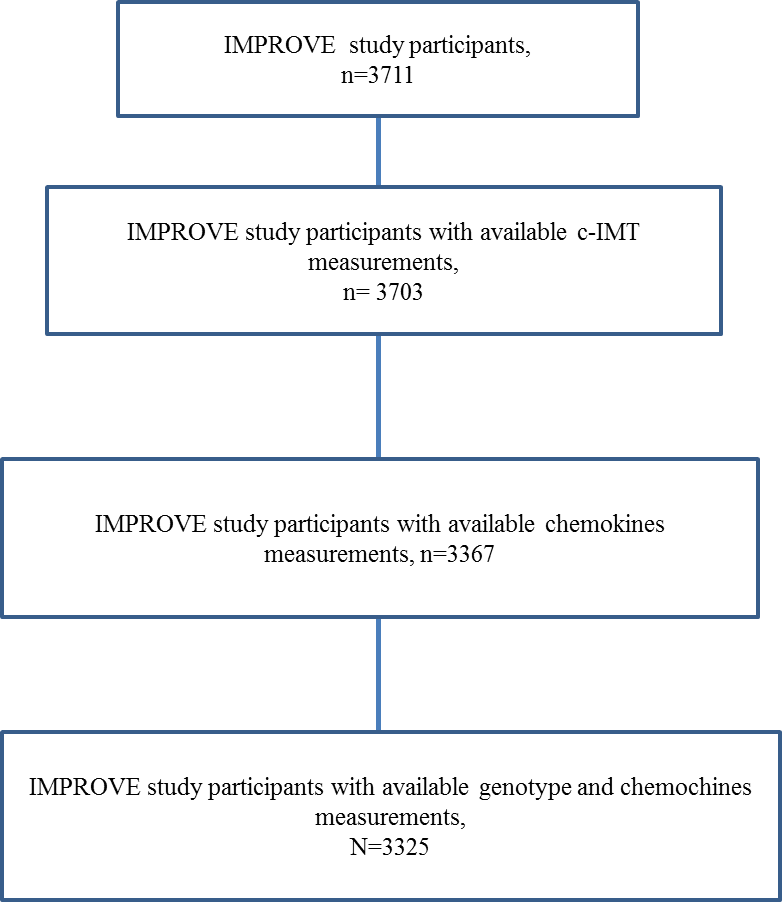 IMPROVE study participants,
n=3711
IMPROVE study participants with available c-IMT
measurements,
n= 3703
IMPROVE study participants with available chemokines
measurements, n=3367
IMPROVE study participants with available genotype and chemochines
measurements,
N=3325